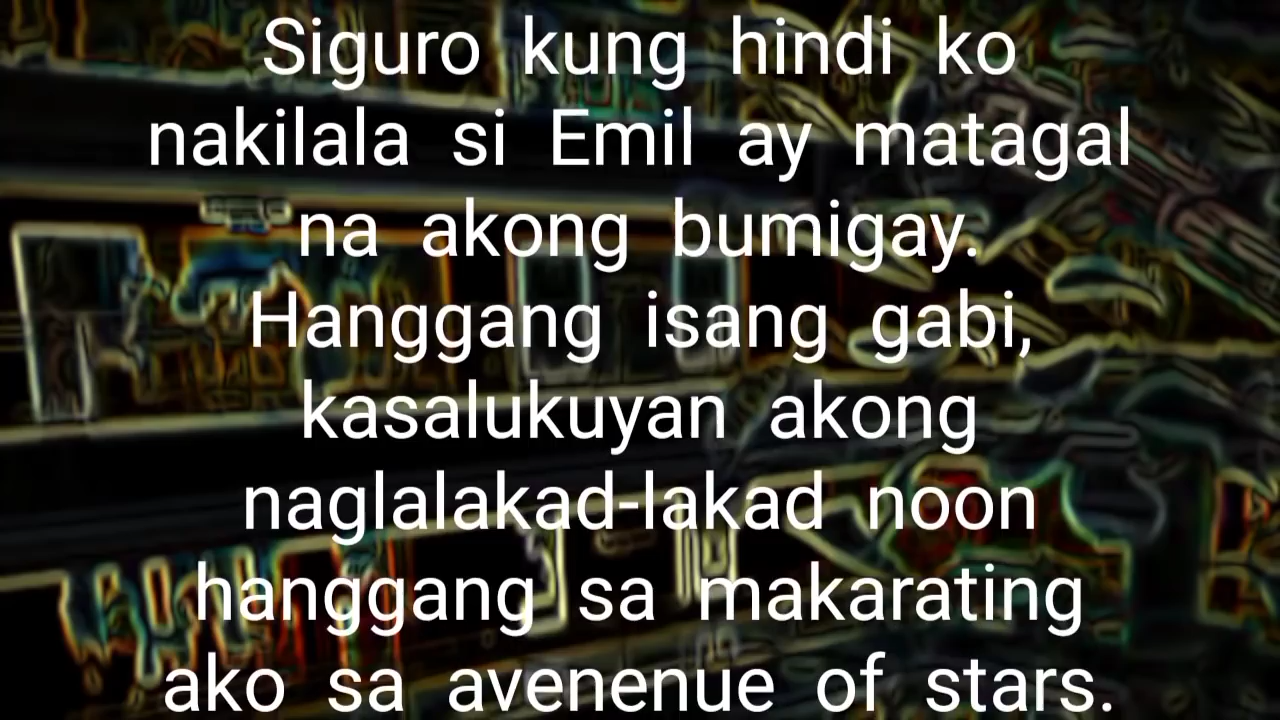 Siguro kung hindi ko
nakilala si Emil ay matagal
na akong bumigay.
Hanggang isang gabi,
kasalukuyan akong
naglalakad-lakad noon
hanggang sa makarating
ako sa avenenue of stars.